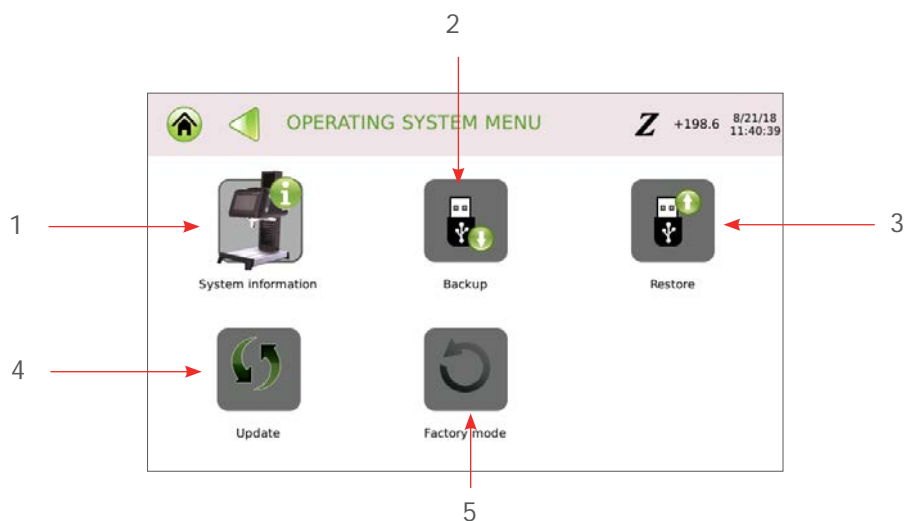 2
OPERATING SYSTEM MENU
Z +198.6 8/21/18
11:40:39
1
3
System information
Backup
Restore
4
Update
Factory mode
5